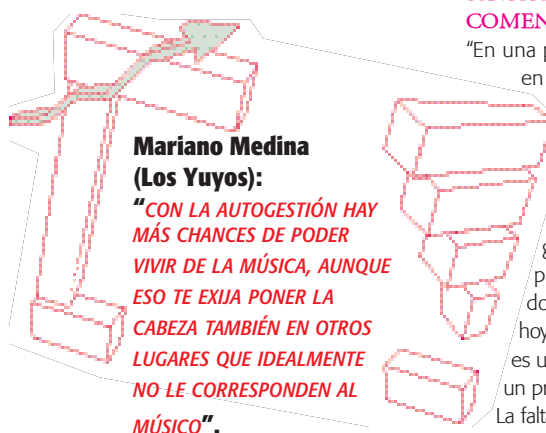 COMEN
“En una p
en
Mariano Medina
(Los Yuyos):
“CON LA AUTOGESTIÓN HAY
MÁS CHANCES DE PODER
VIVIR DE LA MÚSICA, AUNQUE
ESO TE EXIJA PONER LA
CABEZA TAMBIÉN EN OTROS
LUGARES QUE IDEALMENTE
NO LE CORRESPONDEN AL
MÚSICO”.
g
p
do
hoy
es u
un pr
La falt